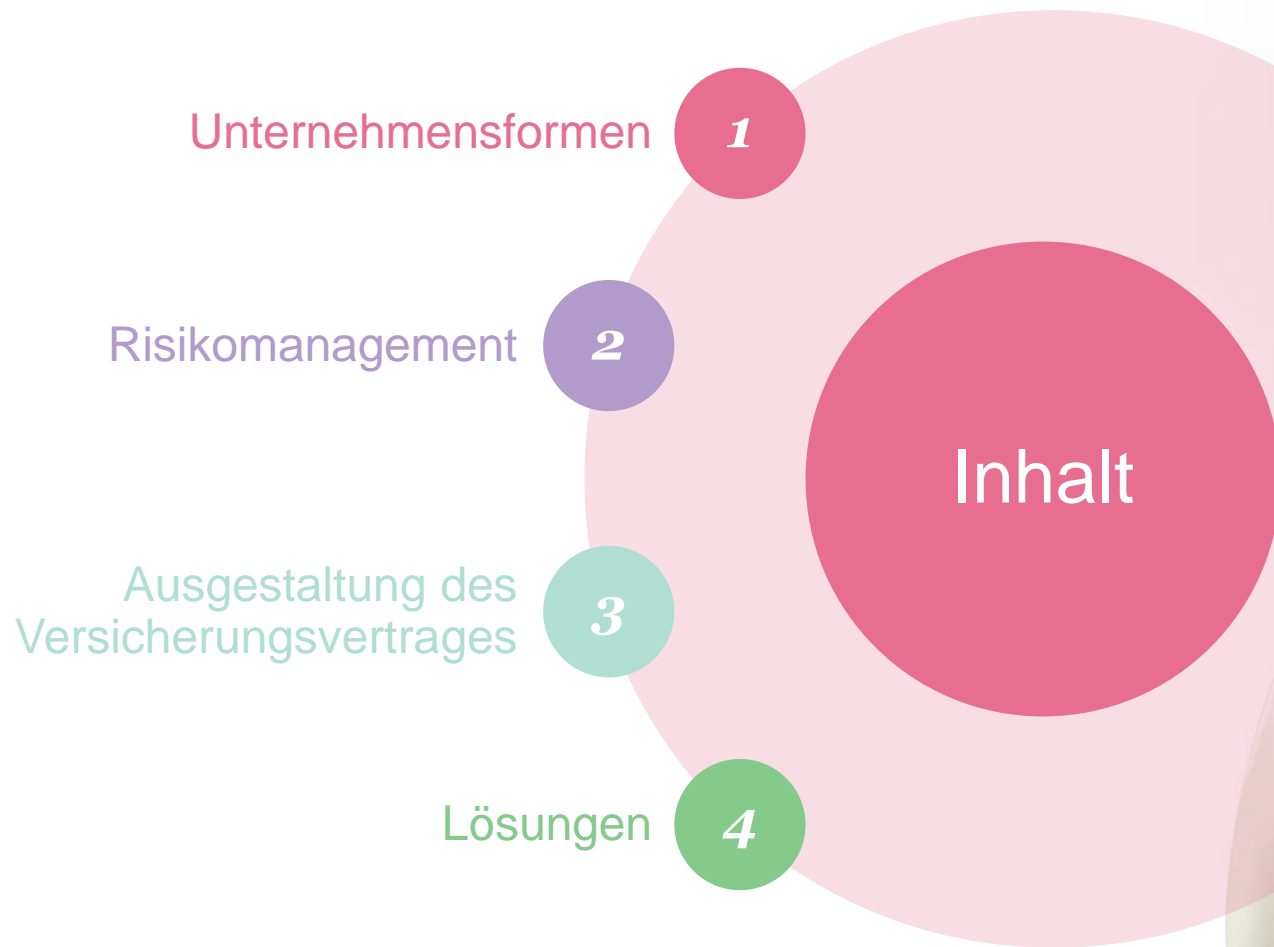 Unternehmensformen
1
Risikomanagement
2
Ausgestaltung des
Versicherungsvertrages
3
Lösungen
4
Inhalt